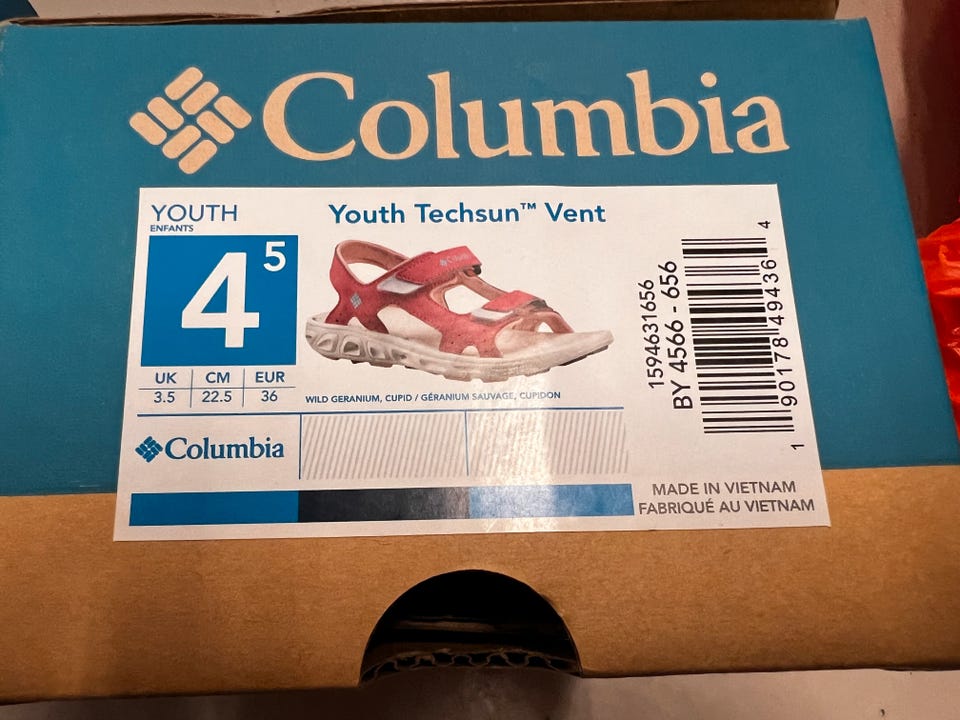 Columbia
YOUTH
ENFANTS
4 5
Youth Techsun™ Vent
UK CM EUR
3.5 22.5 36
WILD GERANIUM, CUPID / GÉRANIUM SAUVAGE, CUPIDON
Columbia
1594631656
BY 4566 - 656
1 90178 49436 4
MADE IN VIETNAM
FABRIQUÉ AU VIETNAM
Columbia